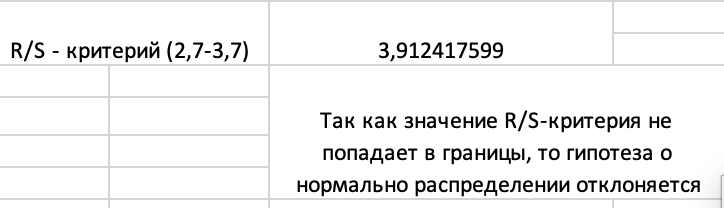 R/S - критерий (2,7-3,7) 3,912417599
Так как значение R/S-критерия не
попадает в границы, то гипотеза о
нормально распределении отклоняется